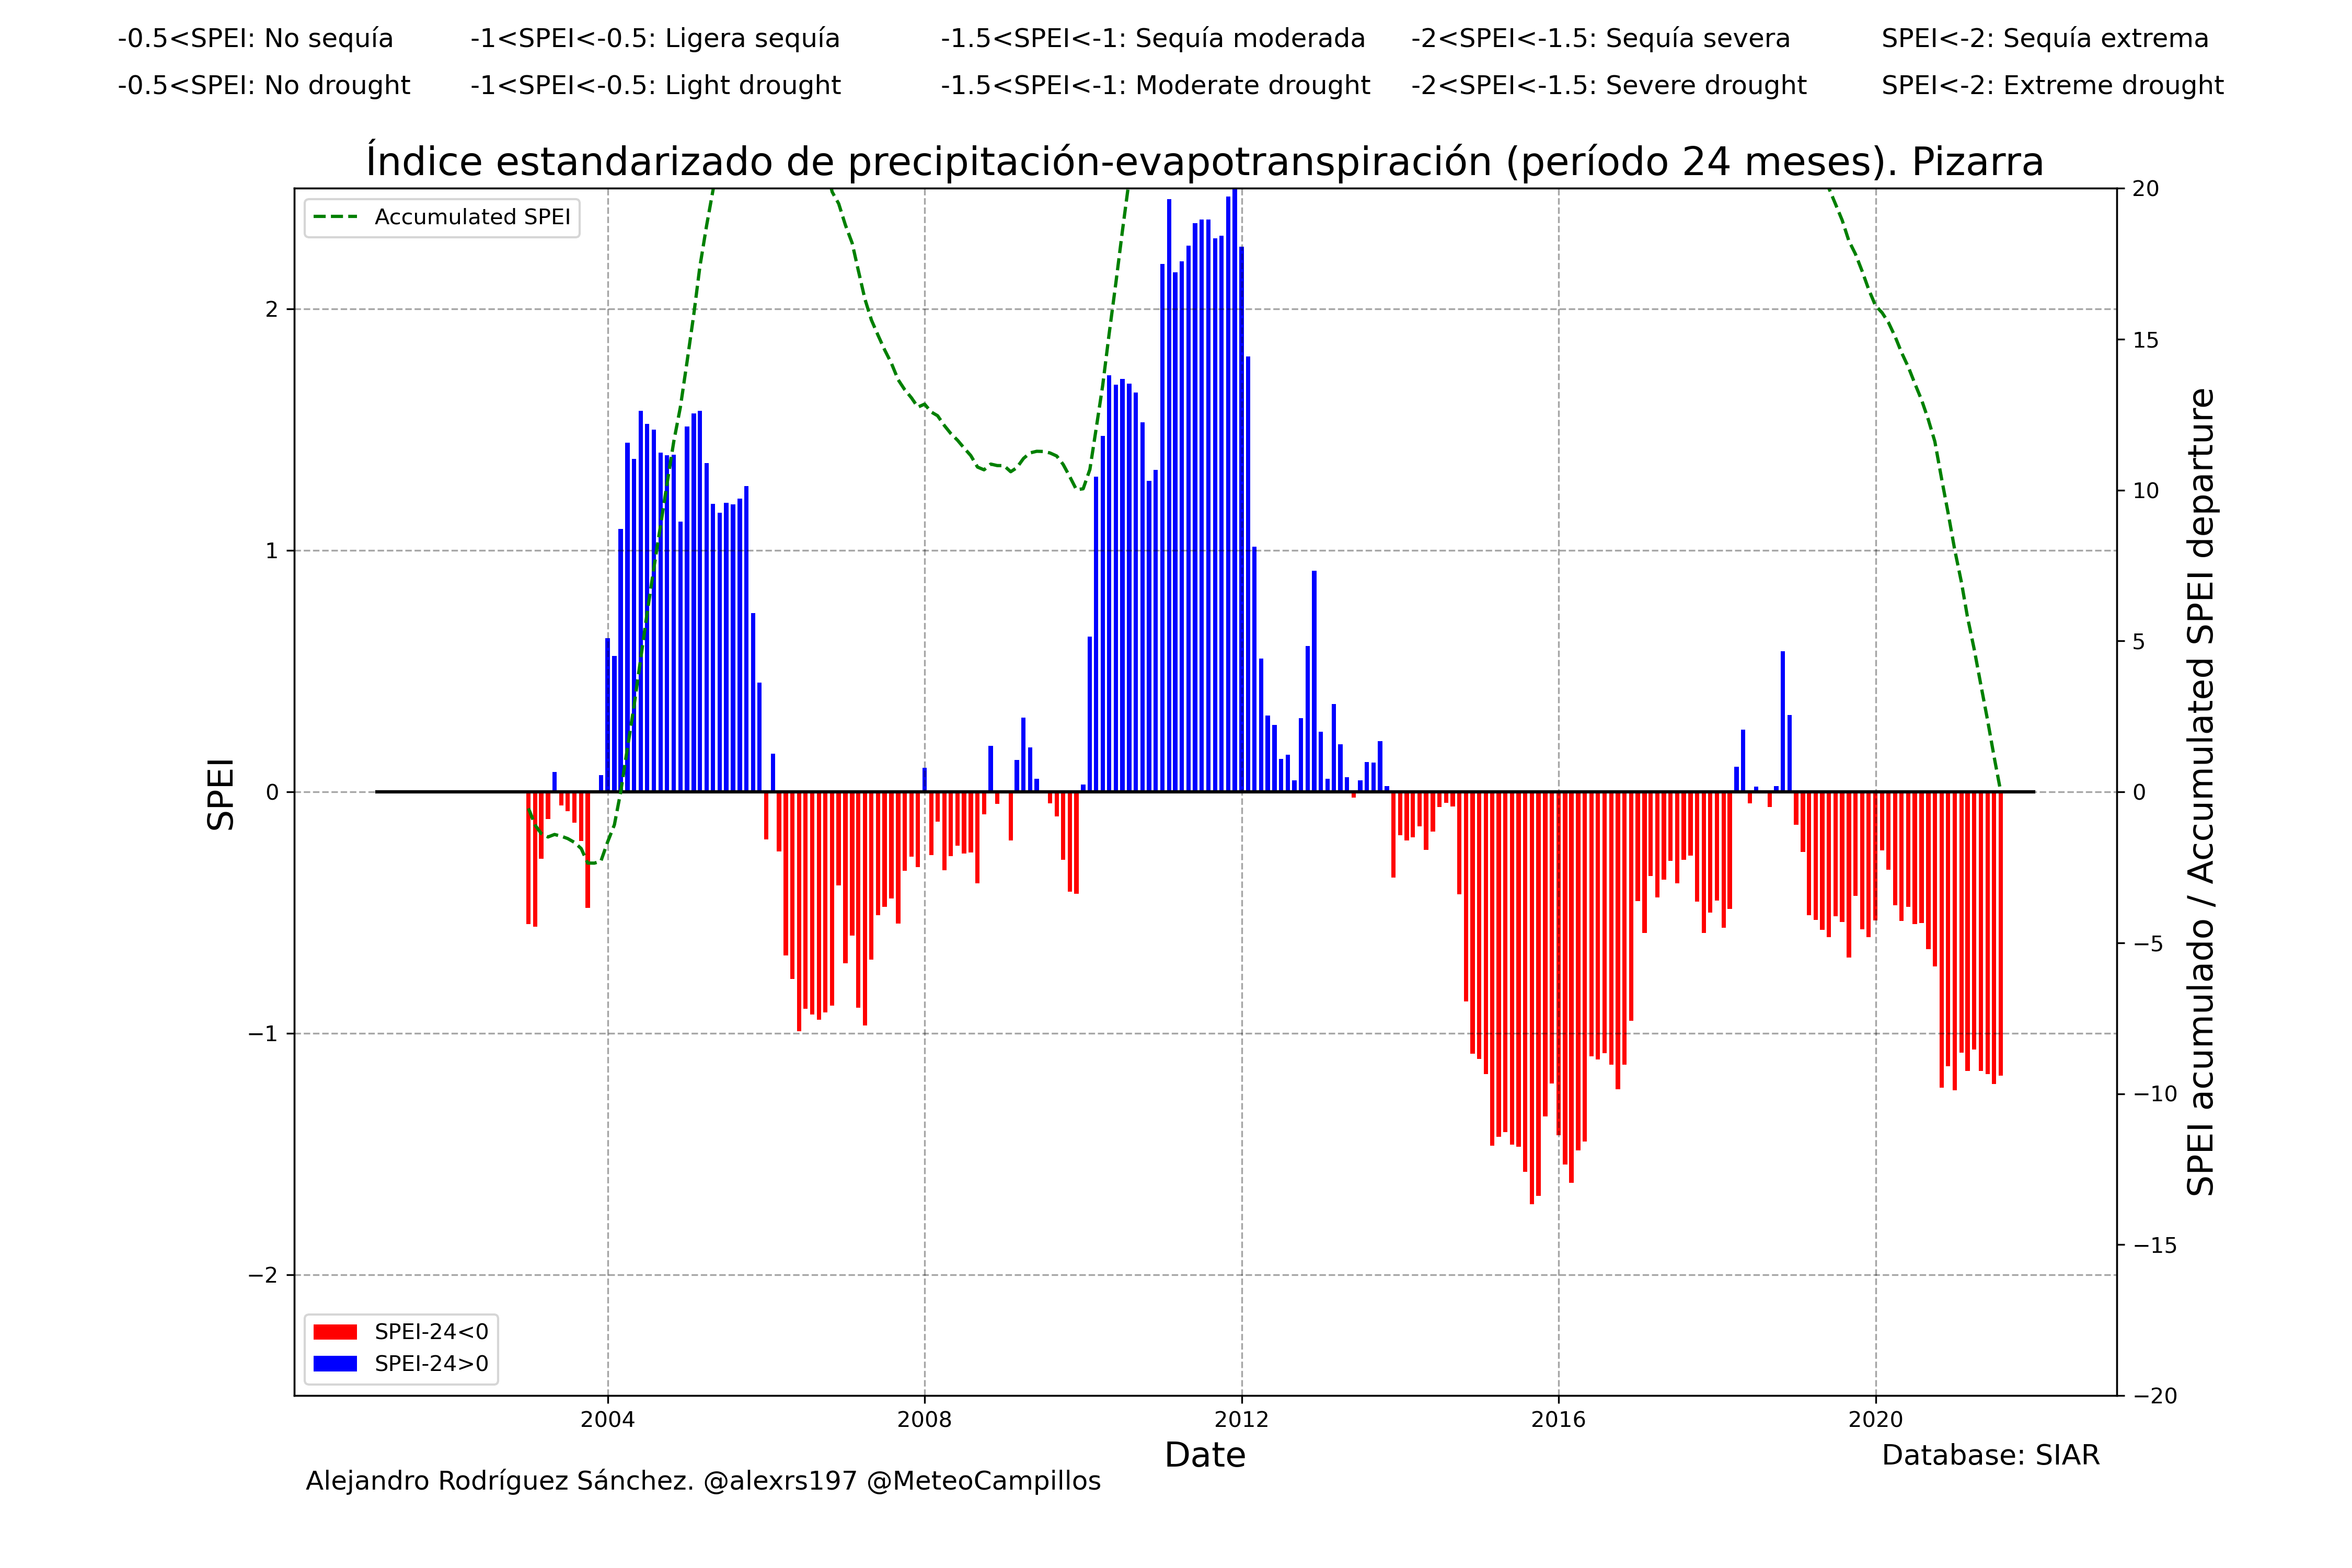 -0.5<SPEI: No sequía -1<SPEI<-0.5: Ligera sequía -1.5<SPEI<-1: Sequía moderada -2<SPEI<-1.5: Sequía severa SPEI<-2: Sequía extrema
-0.5<SPEI: No drought -1<SPEI<-0.5: Light drought -1.5<SPEI<-1: Moderate drought -2<SPEI<-1.5: Severe drought SPEI<-2: Extreme drought
Índice estandarizado de precipitación-evapotranspiración (período 24 meses). Pizarra
Accumulated SPEI
SPEI
2
1
0
−1
−2
20
15
10
5
0
−5
−10
−15
−20
SPEI acumulado / Accumulated SPEI departure
SPEI-24<0
SPEI-24>0
2004 2008 2012 2016 2020
Date
Database: SIAR
Alejandro Rodríguez Sánchez. @alexrs197 @MeteoCampillos